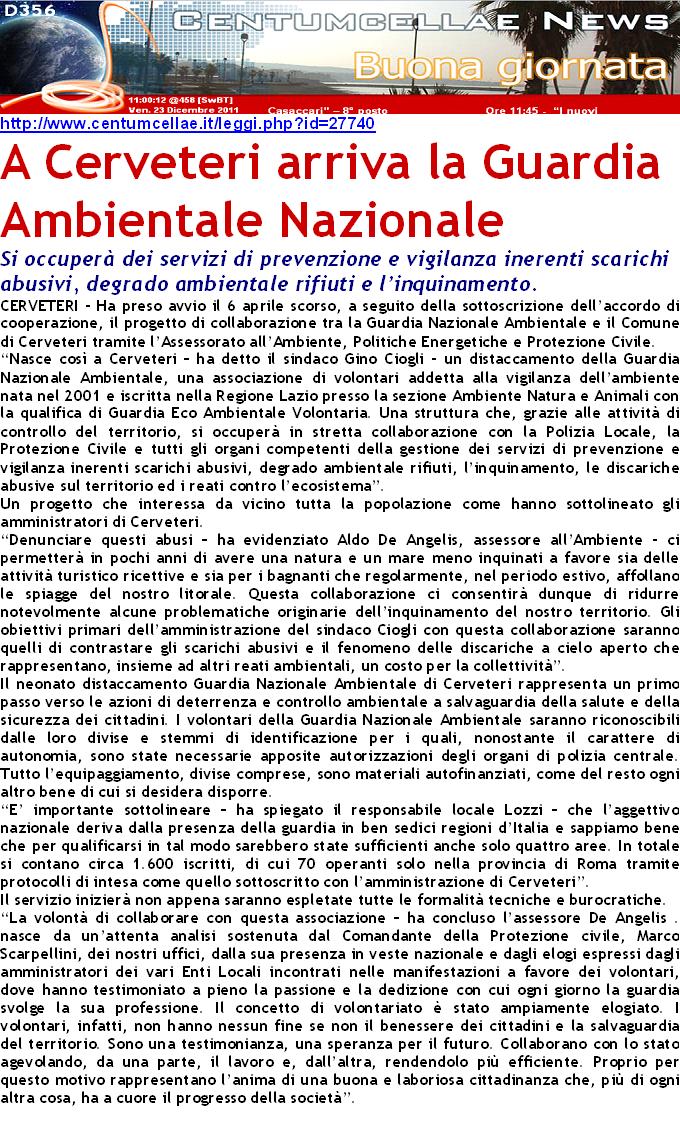 D356
CENTUMCELLAE NEWS
Buona giornata
11:00:12 @458 [SwBT]
Ven. 23 Dicembre 2011
Casaccari" – 8° posto
Ore 11:45 - "I nuovi
http://www.centumcellae.it/leggi.php?id=27740
A Cerveteri arriva la Guardia
Ambientale Nazionale
Si occuperà dei servizi di prevenzione e vigilanza inerenti scarichi
abusivi, degrado ambientale rifiuti e l'inquinamento.
CERVETERI – Ha preso avvio il 6 aprile scorso, a seguito della sottoscrizione dell'accordo di
cooperazione, il progetto di collaborazione tra la Guardia Nazionale Ambientale e il Comune
di Cerveteri tramite l'Assessorato all'Ambiente, Politiche Energetiche e Protezione Civile.
"Nasce così a Cerveteri – ha detto il sindaco Gino Ciogli – un distaccamento della Guardia
Nazionale Ambientale, una associazione di volontari addetta alla vigilanza dell'ambiente
nata nel 2001 e iscritta nella Regione Lazio presso la sezione Ambiente Natura e Animali con
la qualifica di Guardia Eco Ambientale Volontaria. Una struttura che, grazie alle attività di
controllo del territorio, si occuperà in stretta collaborazione con la Polizia Locale, la
Protezione Civile e tutti gli organi competenti della gestione dei servizi di prevenzione e
vigilanza inerenti scarichi abusivi, degrado ambientale rifiuti, l'inquinamento, le discariche
abusive sul territorio ed i reati contro l'ecosistema".
Un progetto che interessa da vicino tutta la popolazione come hanno sottolineato gli
amministratori di Cerveteri.
"Denunciare questi abusi – ha evidenziato Aldo De Angelis, assessore all'Ambiente - ci
permetterà in pochi anni di avere una natura e un mare meno inquinati a favore sia delle
attività turistico ricettive e sia per i bagnanti che regolarmente, nel periodo estivo, affollano
le spiagge del nostro litorale. Questa collaborazione ci consentirà dunque di ridurre
notevolmente alcune problematiche originarie dell'inquinamento del nostro territorio. Gli
obiettivi primari dell'amministrazione del sindaco Ciogli con questa collaborazione saranno
quelli di contrastare gli scarichi abusivi e il fenomeno delle discariche a cielo aperto che
rappresentano, insieme ad altri reati ambientali, un costo per la collettività".
Il neonato distaccamento Guardia Nazionale Ambientale di Cerveteri rappresenta un primo
passo verso le azioni di deterrenza e controllo ambientale a salvaguardia della salute e della
sicurezza dei cittadini. I volontari della Guardia Nazionale Ambientale saranno riconoscibili
dalle loro divise e stemmi di identificazione per i quali, nonostante il carattere di
autonomia, sono state necessarie apposite autorizzazioni degli organi di polizia centrale.
Tutto l'equipaggiamento, divise comprese, sono materiali autofinanziati, come del resto ogni
altro bene di cui si desidera disporre.
"E' importante sottolineare – ha spiegato il responsabile locale Lozzi – che l'aggettivo
nazionale deriva dalla presenza della guardia in ben sedici regioni d'Italia e sappiamo bene
che per qualificarsi in tal modo sarebbero state sufficienti anche solo quattro aree. In totale
si contano circa 1.600 iscritti, di cui 70 operanti solo nella provincia di Roma tramite
protocolli di intesa come quello sottoscritto con l'amministrazione di Cerveteri".
Il servizio inizierà non appena saranno espletate tutte le formalità tecniche e burocratiche.
"La volontà di collaborare con questa associazione – ha concluso l'assessore De Angelis .
nasce da un'attenta analisi sostenuta dal Comandante della Protezione civile, Marco
Scarpellini, dei nostri uffici, dalla sua presenza in veste nazionale e dagli elogi espressi dagli
amministratori dei vari Enti Locali incontrati nelle manifestazioni a favore dei volontari,
dove hanno testimoniato a pieno la passione e la dedizione con cui ogni giorno la guardia
svolge la sua professione. Il concetto di volontariato è stato ampiamente elogiato. I
volontari, infatti, non hanno nessun fine se non il benessere dei cittadini e la salvaguardia
del territorio. Sono una testimonianza, una speranza per il futuro. Collaborano con lo stato
agevolando, da una parte, il lavoro e, dall'altra, rendendolo più efficiente. Proprio per
questo motivo rappresentano l'anima di una buona e laboriosa cittadinanza che, più di ogni
altra cosa, ha a cuore il progresso della società".